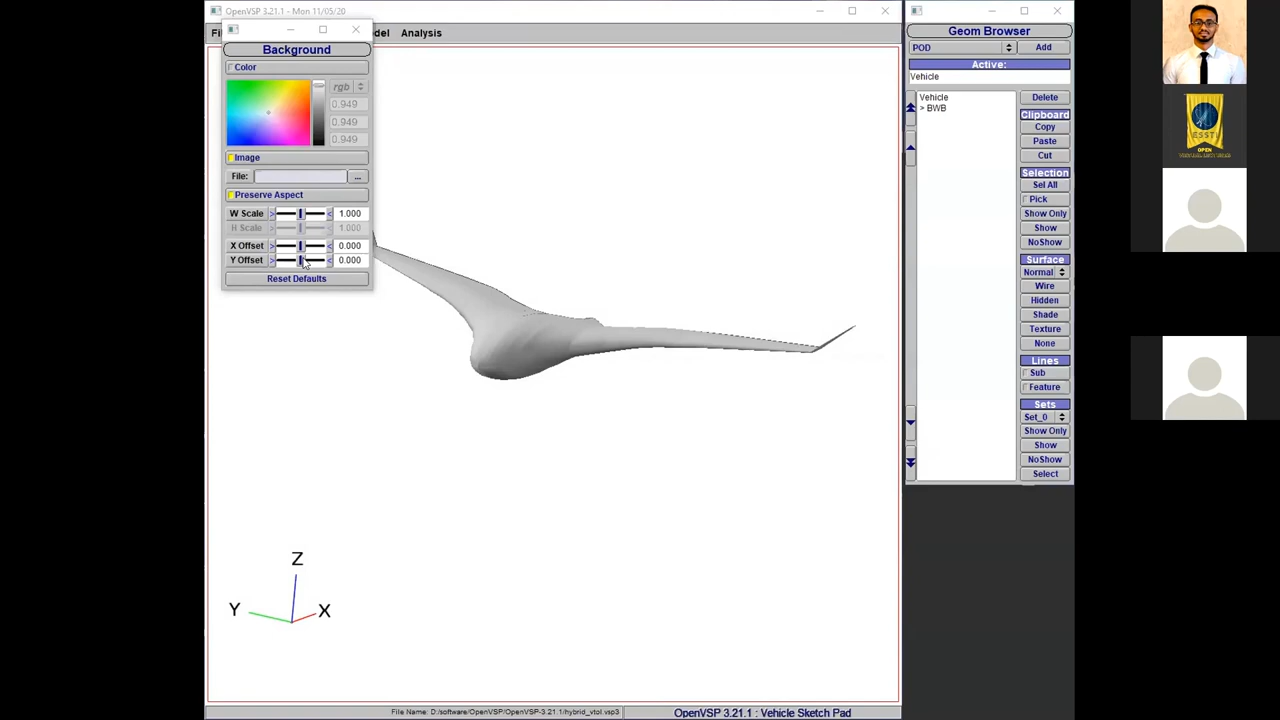 OpenVSP 3.21.1 - Mon 11/05/20
Analysis
Background
Color
rgb
0.949
0.949
0.949
Image
File:
...
Preserve Aspect
W Scale > < 1.000
H Scale > < 1.000
X Offset > < 0.000
Y Offset > < 0.000
Reset Defaults
Z
Y
X
File Name: D:/software/OpenVSP/OpenVSP-3.21.1/hybrid_vtol.vsp3
OpenVSP 3.21.1 : Vehicle Sketch Pad
Geom Browser
POD
Add
Active:
Vehicle
Vehicle
> BWB
Delete
Clipboard
Copy
Paste
Cut
Selection
Sel All
Pick
Show Only
Show
NoShow
Surface
Normal
Wire
Hidden
Shade
Texture
None
Lines
Sub
Feature
Sets
Set_0
Show Only
Show
NoShow
Select
ESSTI
OPEN
VIRTUAL LECTURES